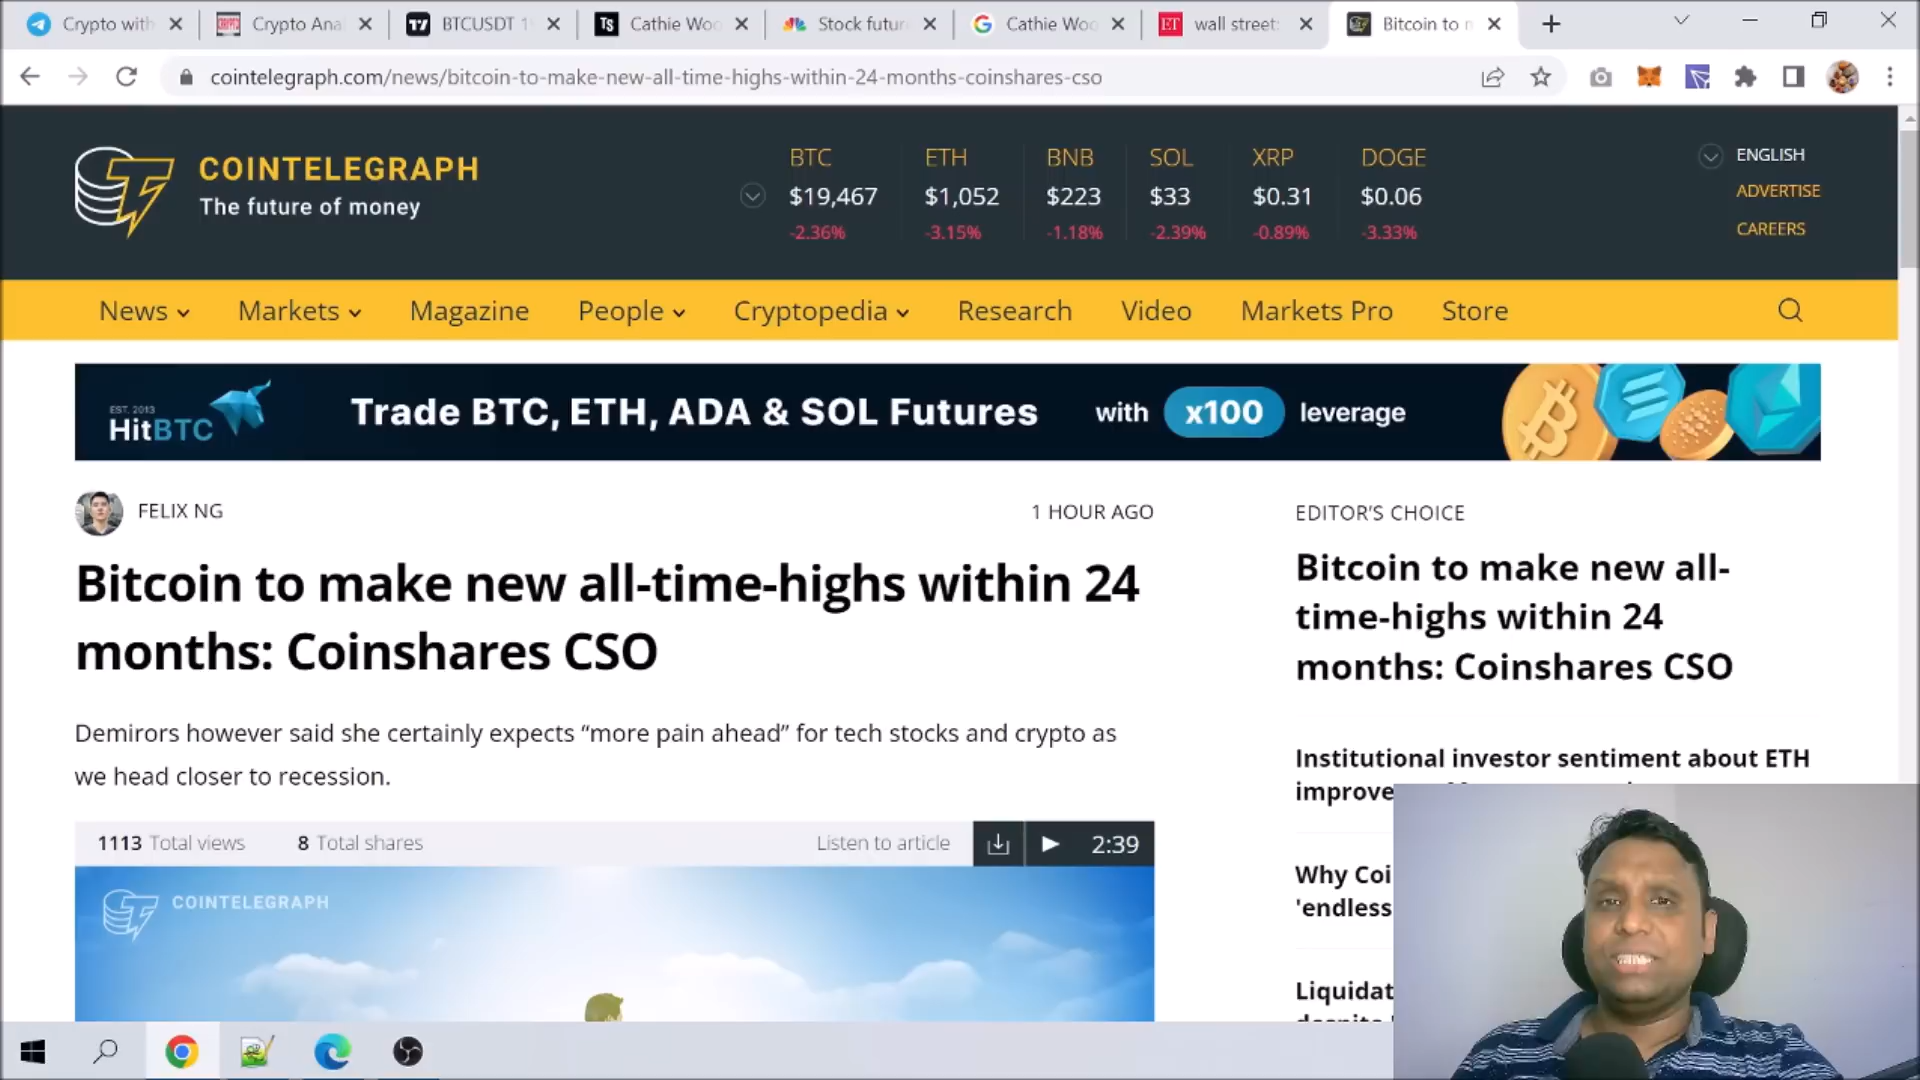 Crypto with
Crypto Ana
BTCUSDT 1
Cathie Woo
Stock futur
Cathie Woo
wall street:
Bitcoin to n
cointelegraph.com/news/bitcoin-to-make-new-all-time-highs-within-24-months-coinshares-cso
COINTELEGRAPH
The future of money
BTC ETH BNB SOL XRP DOGE
$19,467 $1,052 $223 $33 $0.31 $0.06
-2.36% -3.15% -1.18% -2.39% -0.89% -3.33%
ENGLISH
ADVERTISE
CAREERS
News Markets Magazine People Cryptopedia Research Video Markets Pro Store
EST. 2013
HitBTC
Trade BTC, ETH, ADA & SOL Futures with x100 leverage
FELIX NG
1 HOUR AGO
Bitcoin to make new all-time-highs within 24
months: Coinshares CSO
Demirors however said she certainly expects “more pain ahead” for tech stocks and crypto as
we head closer to recession.
1113 Total views 8 Total shares Listen to article 2:39
COINTELEGRAPH
EDITOR’S CHOICE
Bitcoin to make new all-
time-highs within 24
months: Coinshares CSO
Institutional investor sentiment about ETH
improve
Why Coi
'endless
Liquidat